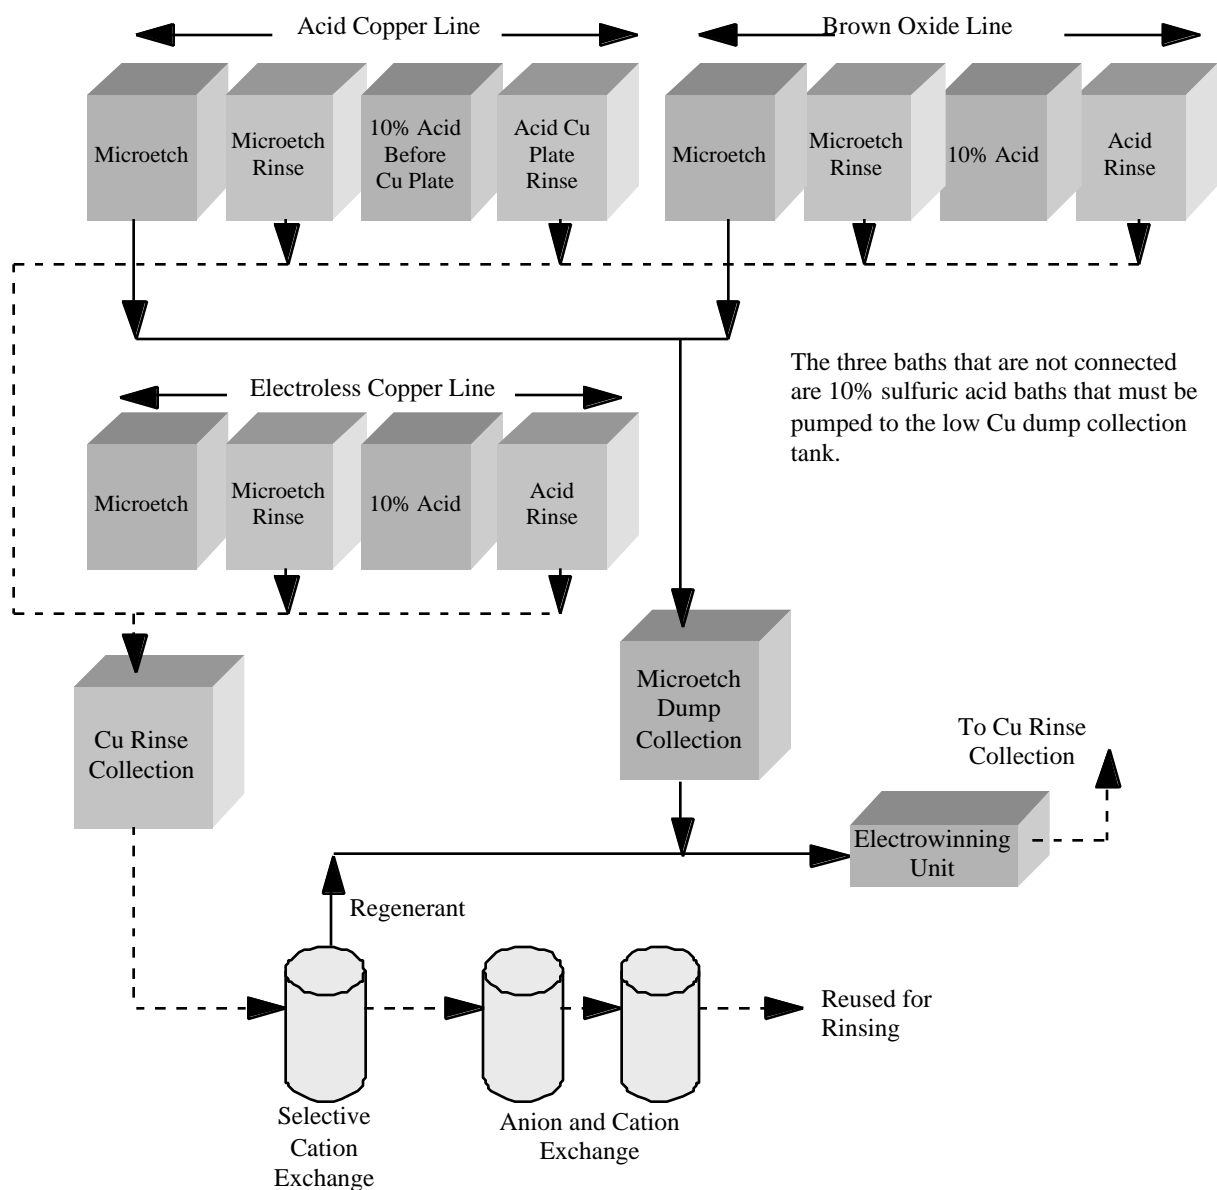 Acid Copper Line
Brown Oxide Line
Microetch
Microetch
Rinse
10% Acid
Before
Cu Plate
Acid Cu
Plate
Rinse
Microetch
Microetch
Rinse
10% Acid
Acid
Rinse
The three baths that are not connected
are 10% sulfuric acid baths that must be
pumped to the low Cu dump collection
tank.
Electroless Copper Line
Microetch
Microetch
Rinse
10% Acid
Acid
Rinse
Cu Rinse
Collection
Microetch
Dump
Collection
To Cu Rinse
Collection
Electrowinning
Unit
Regenerant
Reused for
Rinsing
Selective
Cation
Exchange
Anion and Cation
Exchange